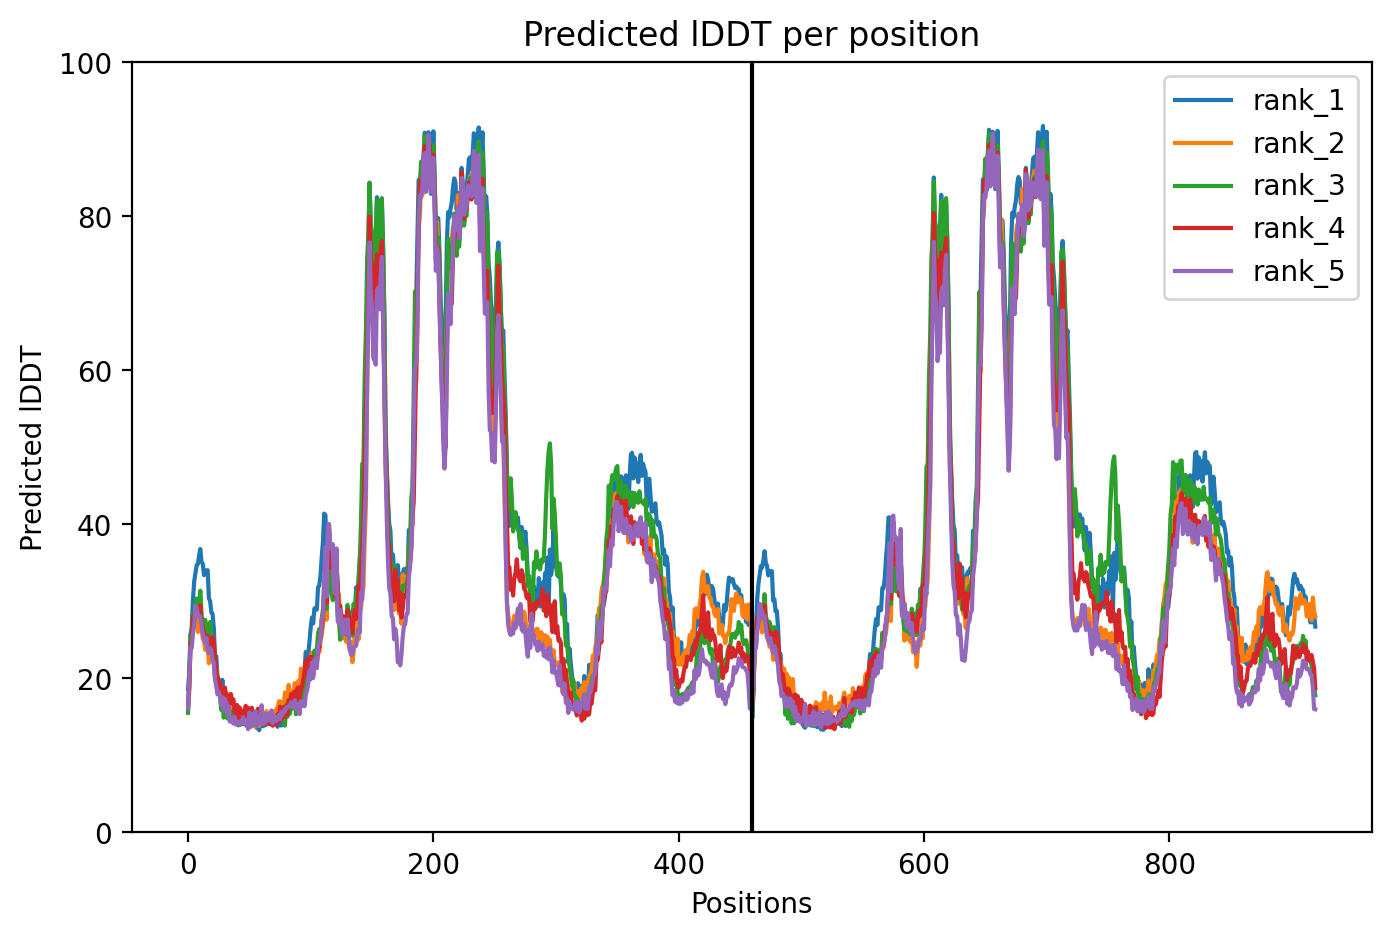 Predicted lDDT per position
100
80
60
40
20
0
Predicted lDDT
0 200 400 600 800
Positions
rank_1
rank_2
rank_3
rank_4
rank_5